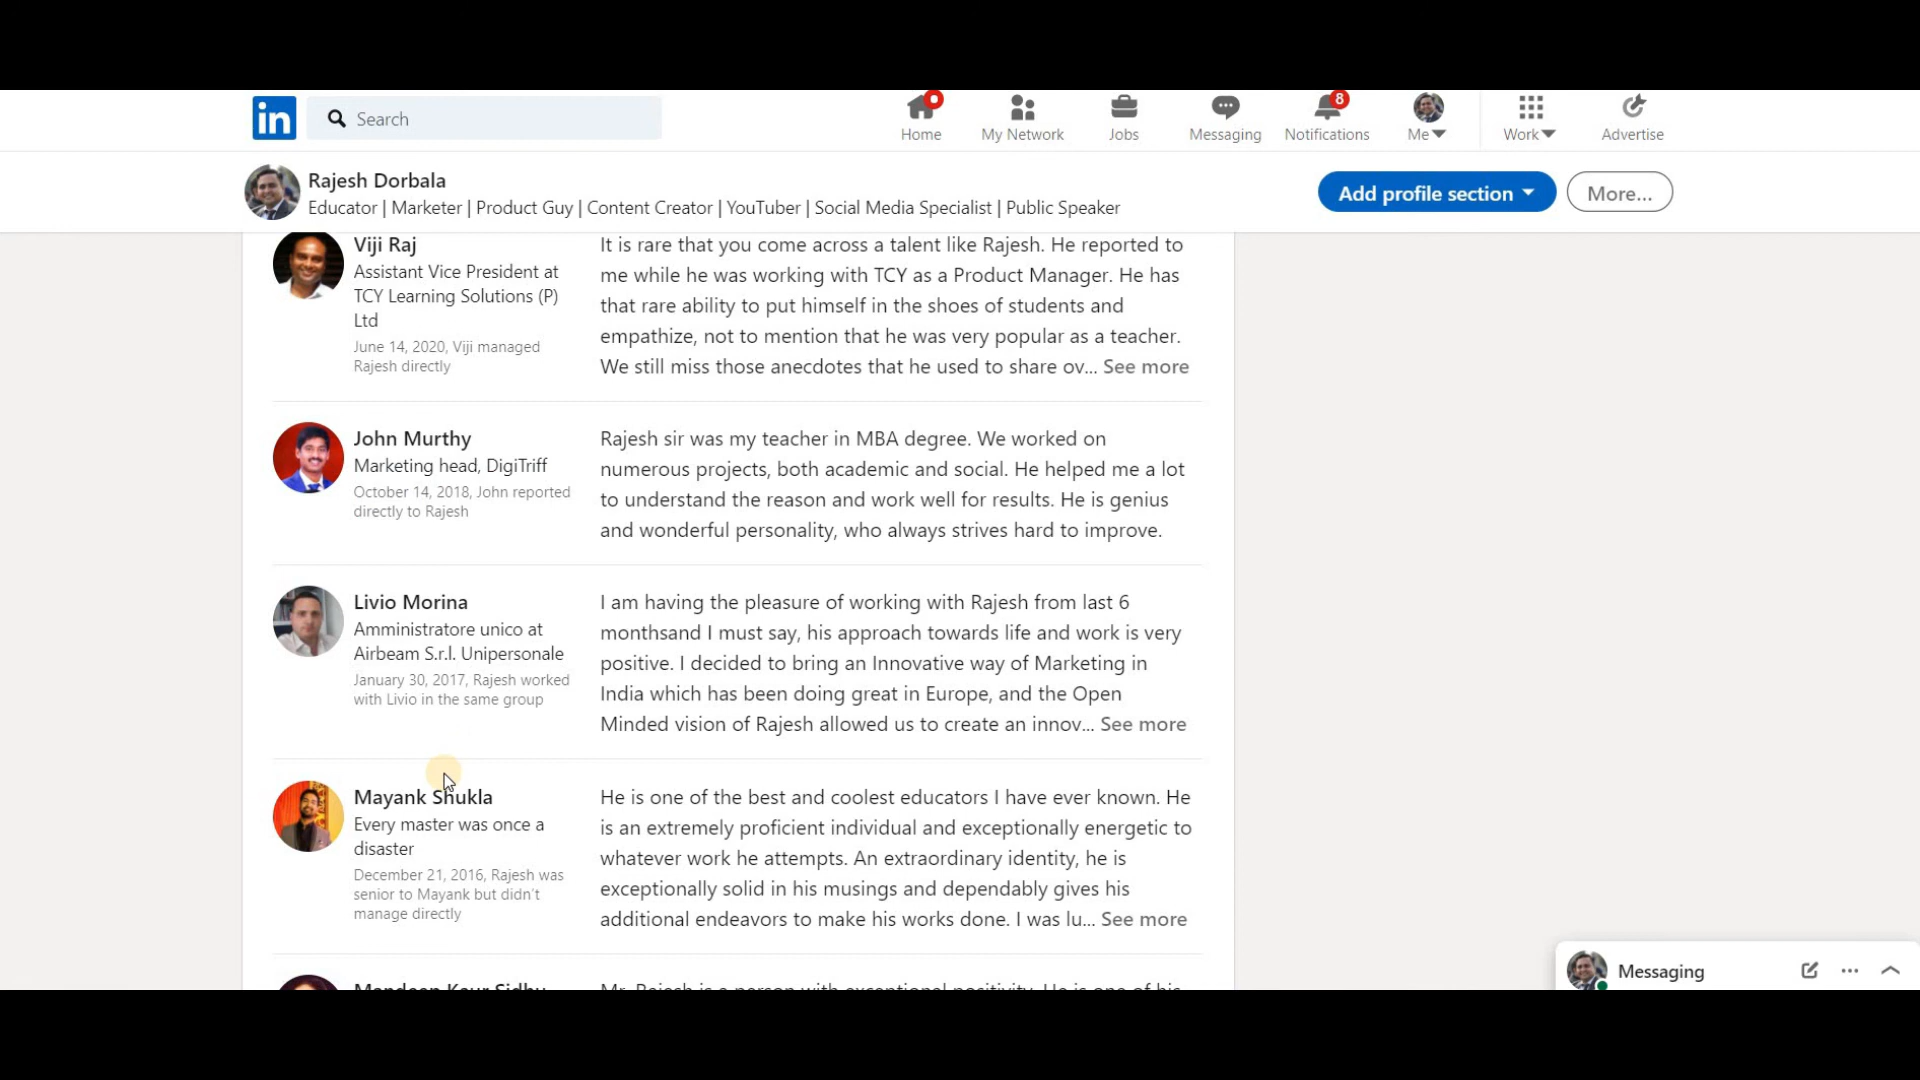 in
Search
Home
My Network
Jobs
Messaging
8
Notifications
Me
Work
Advertise
Rajesh Dorbala
Educator | Marketer | Product Guy | Content Creator | YouTuber | Social Media Specialist | Public Speaker
Add profile section
More...
Viji Raj
Assistant Vice President at
TCY Learning Solutions (P)
Ltd
June 14, 2020, Viji managed
Rajesh directly
It is rare that you come across a talent like Rajesh. He reported to
me while he was working with TCY as a Product Manager. He has
that rare ability to put himself in the shoes of students and
empathize, not to mention that he was very popular as a teacher.
We still miss those anecdotes that he used to share ov... See more
John Murthy
Marketing head, DigiTriff
October 14, 2018, John reported
directly to Rajesh
Rajesh sir was my teacher in MBA degree. We worked on
numerous projects, both academic and social. He helped me a lot
to understand the reason and work well for results. He is genius
and wonderful personality, who always strives hard to improve.
Livio Morina
Amministratore unico at
Airbeam S.r.l. Unipersonale
January 30, 2017, Rajesh worked
with Livio in the same group
I am having the pleasure of working with Rajesh from last 6
monthsand I must say, his approach towards life and work is very
positive. I decided to bring an Innovative way of Marketing in
India which has been doing great in Europe, and the Open
Minded vision of Rajesh allowed us to create an innov... See more
Mayank Shukla
Every master was once a
disaster
December 21, 2016, Rajesh was
senior to Mayank but didn't
manage directly
He is one of the best and coolest educators I have ever known. He
is an extremely proficient individual and exceptionally energetic to
whatever work he attempts. An extraordinary identity, he is
exceptionally solid in his musings and dependably gives his
additional endeavors to make his works done. I was lu... See more
Mandeep Kaur Sidhu
Mr. Rajesh is a person with exceptional positivity. He is one of his
Messaging